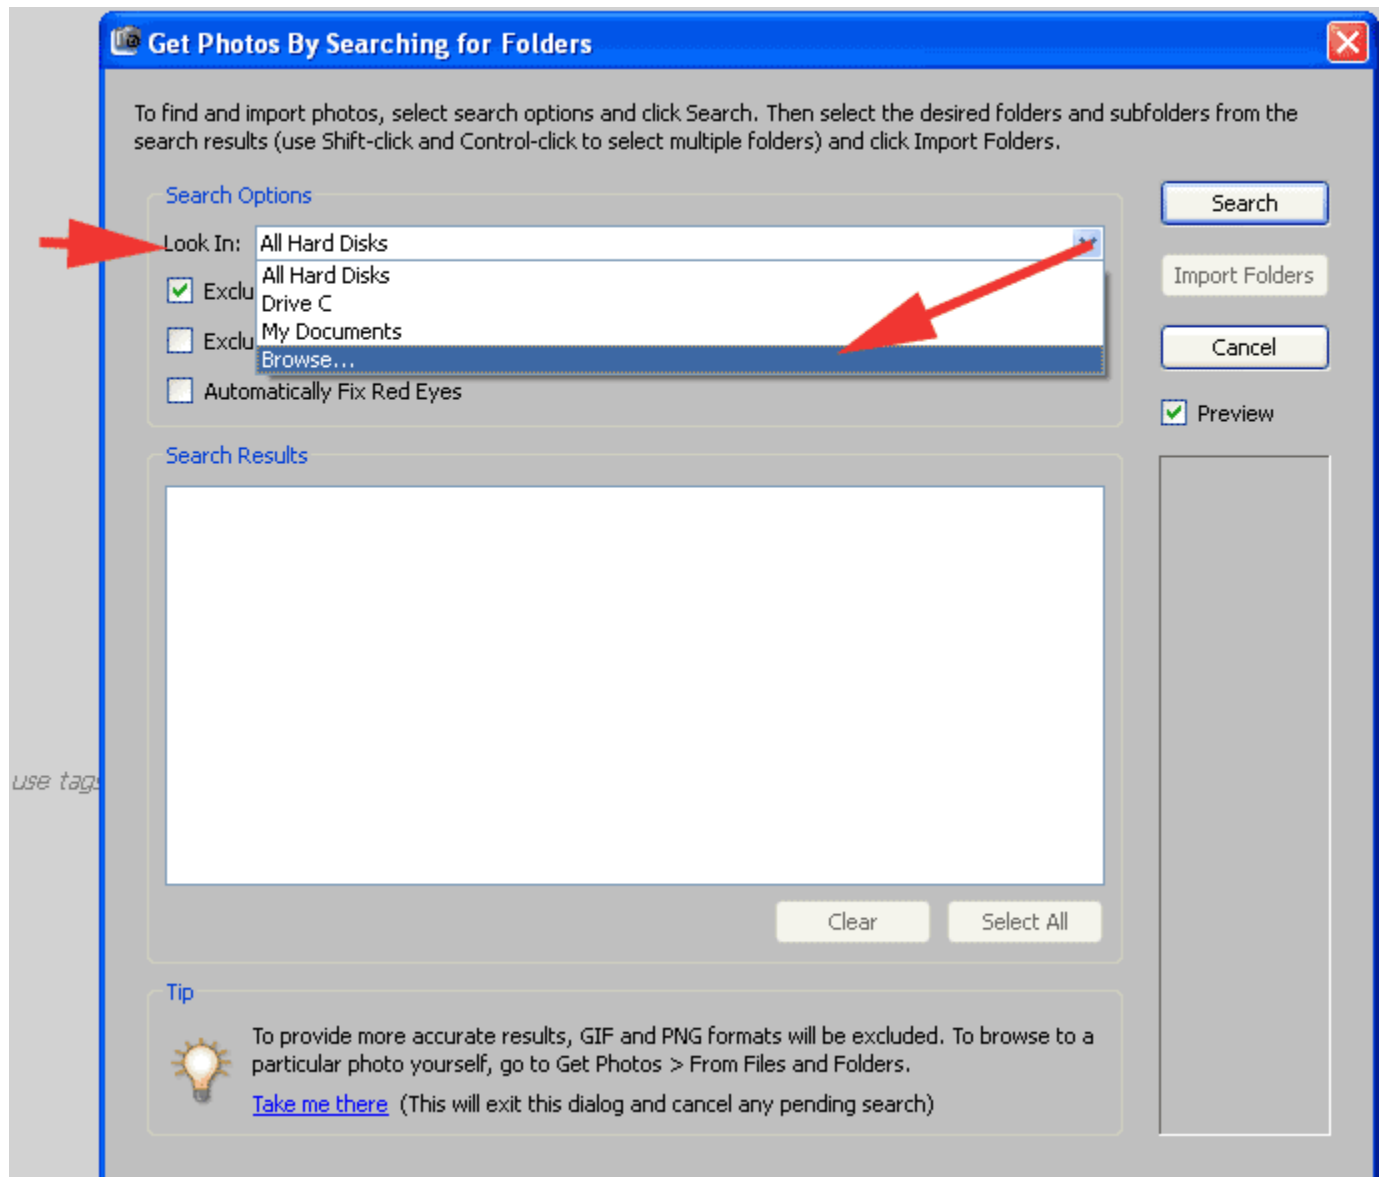 Get Photos By Searching for Folders
To find and import photos, select search options and click Search. Then select the desired folders and subfolders from the
search results (use Shift-click and Control-click to select multiple folders) and click Import Folders.
Search Options
Search
Look In: All Hard Disks
All Hard Disks
Import Folders
Exclu
Drive C
My Documents
Exclu
Browse...
Cancel
Automatically Fix Red Eyes
Preview
Search Results
use tags
Clear
Select All
Tip
To provide more accurate results, GIF and PNG formats will be excluded. To browse to a
particular photo yourself, go to Get Photos > From Files and Folders.
Take me there (This will exit this dialog and cancel any pending search)